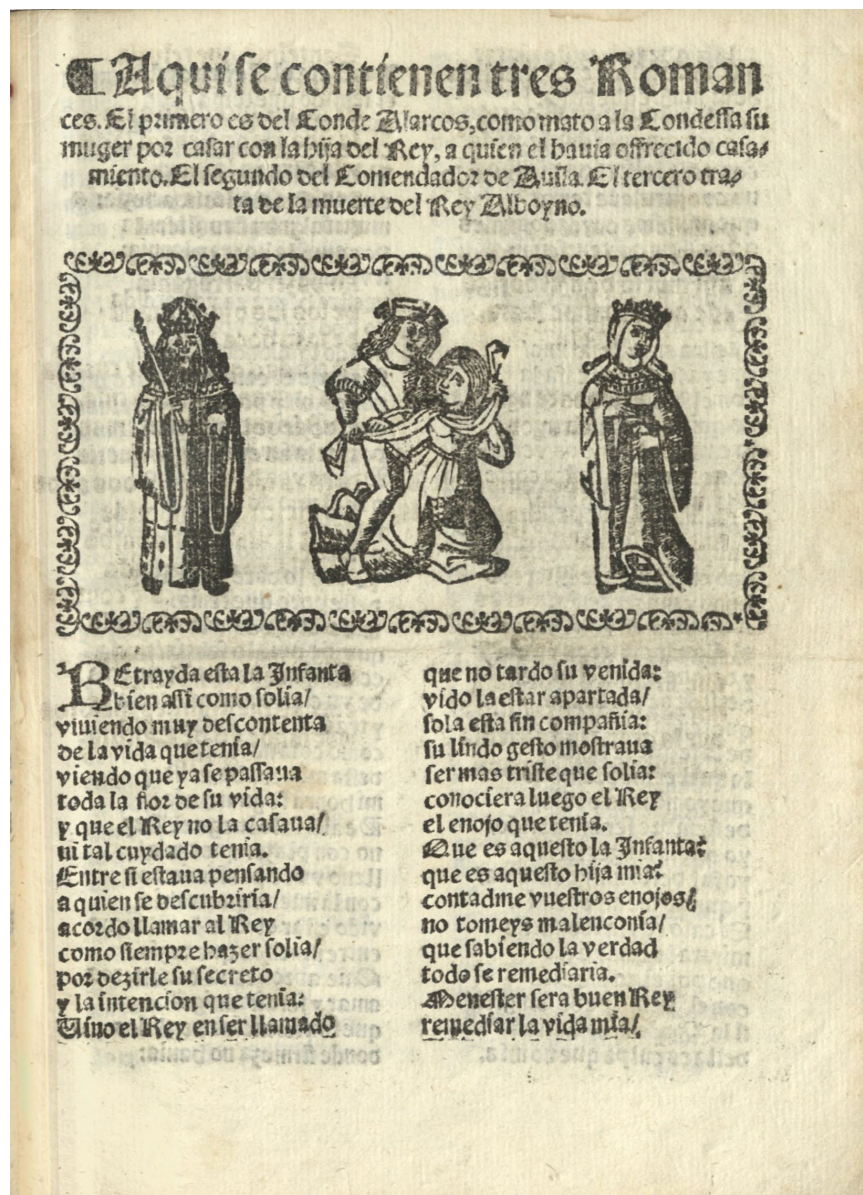 Aqui se contienen tres Roman
ces. El primero es del Conde Alarcos, como mato a la Condessa su
muger por casar con la hija del Rey, a quien el hauia offrecido casa-
miento. El segundo del Comendador de Auila. El tercero tra-
ta de la muerte del Rey Alboyno.
REtrayda esta la Infanta
bien assi como solia/
viuiendo muy descontenta
de la vida que tenia/
viendo que ya se passaua
toda la flor de su vida:
y que el Rey no la casaua/
ni tal cuydado tenia.
Entre si estaua pensando
a quien se descubriria/
acordo llamar al Rey
como siempre hazer solia/
por dezirle su secreto
y la intencion que tenia:
Uino el Rey en ser llamado
que no tardo su venida:
vido la estar apartada/
sola esta sin compañia:
su lindo gesto mostraua
ser mas triste que solia:
conociera luego el Rey
el enojo que tenia.
Que es aquesto la Infanta?
que es aquesto hija mia?
contadme vuestros enojos/
no tomeys malenconia/
que sabiendo la verdad
todo se remediaria.
Menester sera buen Rey
remediar la vida mia/